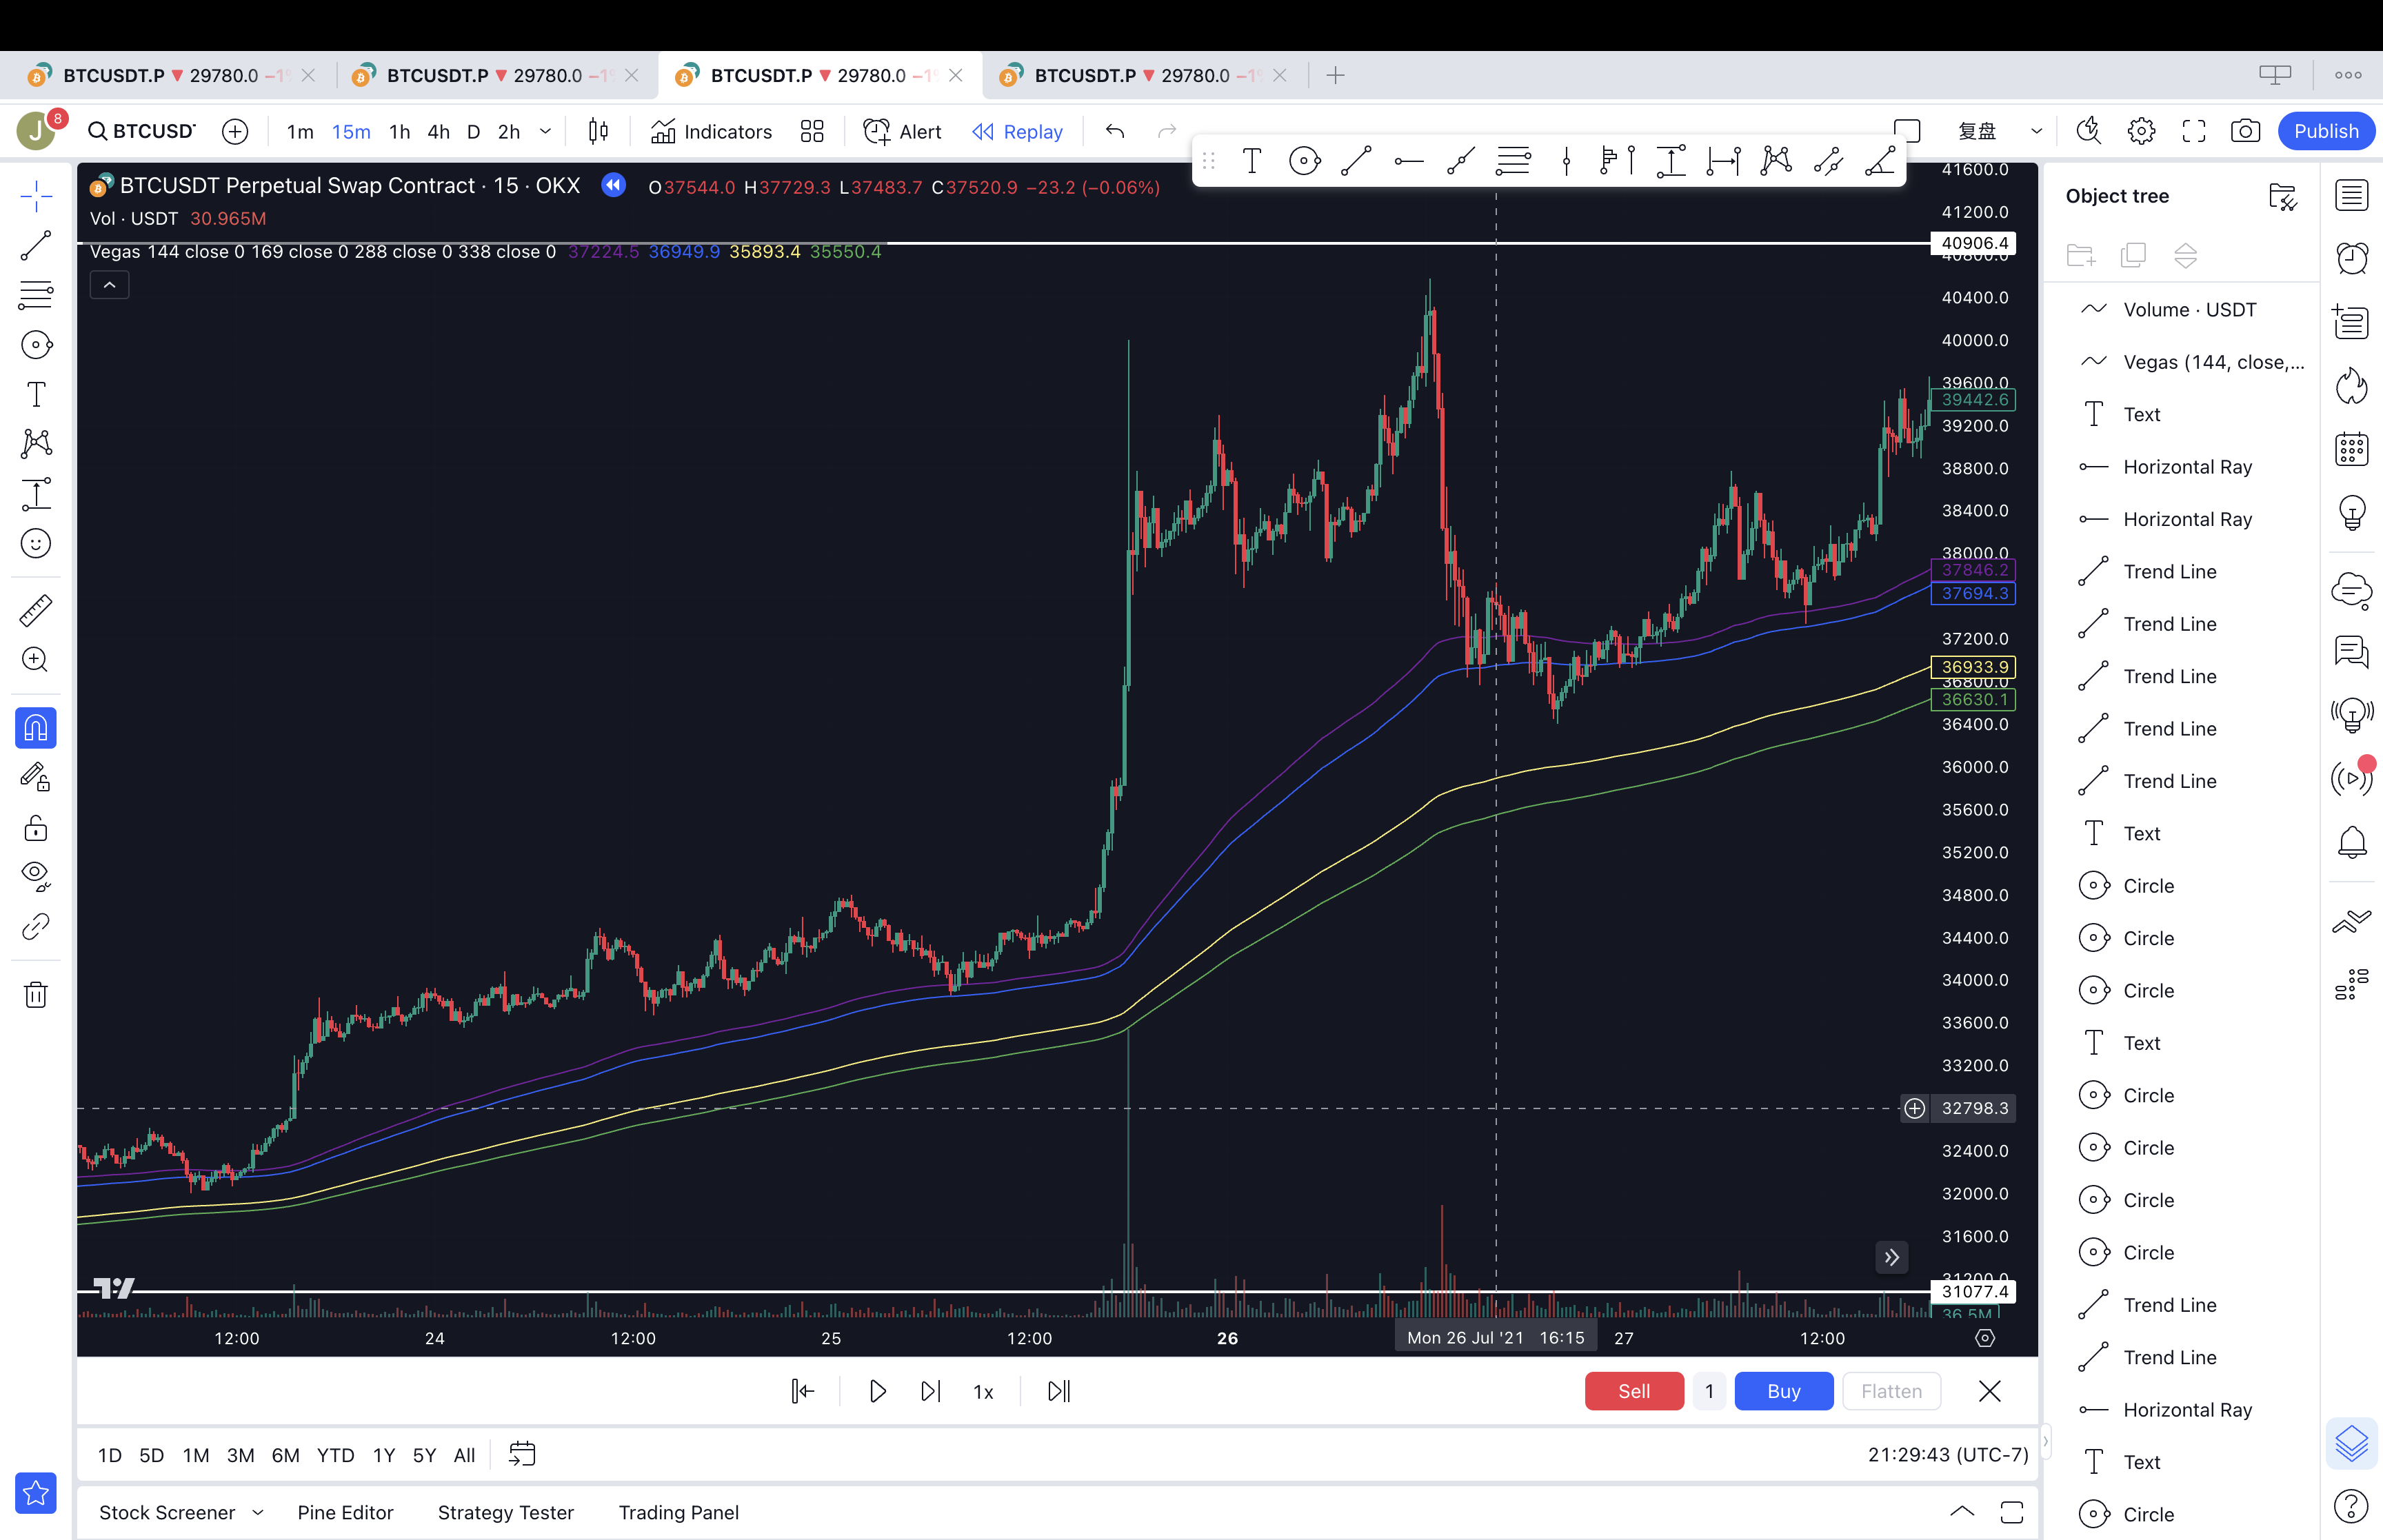 BTCUSDT.P ▼ 29780.0 −1
BTCUSDT.P ▼ 29780.0 −1
BTCUSDT.P ▼ 29780.0 −1
BTCUSDT.P ▼ 29780.0 −1
J
8
BTCUSD
1m 15m 1h 4h D 2h
Indicators
Alert
Replay
复盘
Publish
BTCUSDT Perpetual Swap Contract · 15 · OKX
O37544.0 H37729.3 L37483.7 C37520.9 −23.2 (−0.06%)
Vol · USDT 30.965M
Vegas 144 close 0 169 close 0 288 close 0 338 close 0 37224.5 36949.9 35893.4 35550.4
41600.0
41200.0
40906.4
40800.0
40400.0
40000.0
39600.0
39442.6
39200.0
38800.0
38400.0
38000.0
37846.2
37694.3
37200.0
36933.9
36800.0
36630.1
36400.0
36000.0
35600.0
35200.0
34800.0
34400.0
34000.0
33600.0
33200.0
32798.3
32400.0
32000.0
31600.0
31200.0
31077.4
36.5M
12:00 24 12:00 25 12:00 26 Mon 26 Jul '21 16:15 27 12:00
1x
Sell 1 Buy Flatten
1D 5D 1M 3M 6M YTD 1Y 5Y All
21:29:43 (UTC-7)
Stock Screener Pine Editor Strategy Tester Trading Panel
Object tree
Volume · USDT
Vegas (144, close,...
Text
Horizontal Ray
Horizontal Ray
Trend Line
Trend Line
Trend Line
Trend Line
Trend Line
Text
Circle
Circle
Circle
Text
Circle
Circle
Circle
Circle
Trend Line
Trend Line
Horizontal Ray
Text
Circle